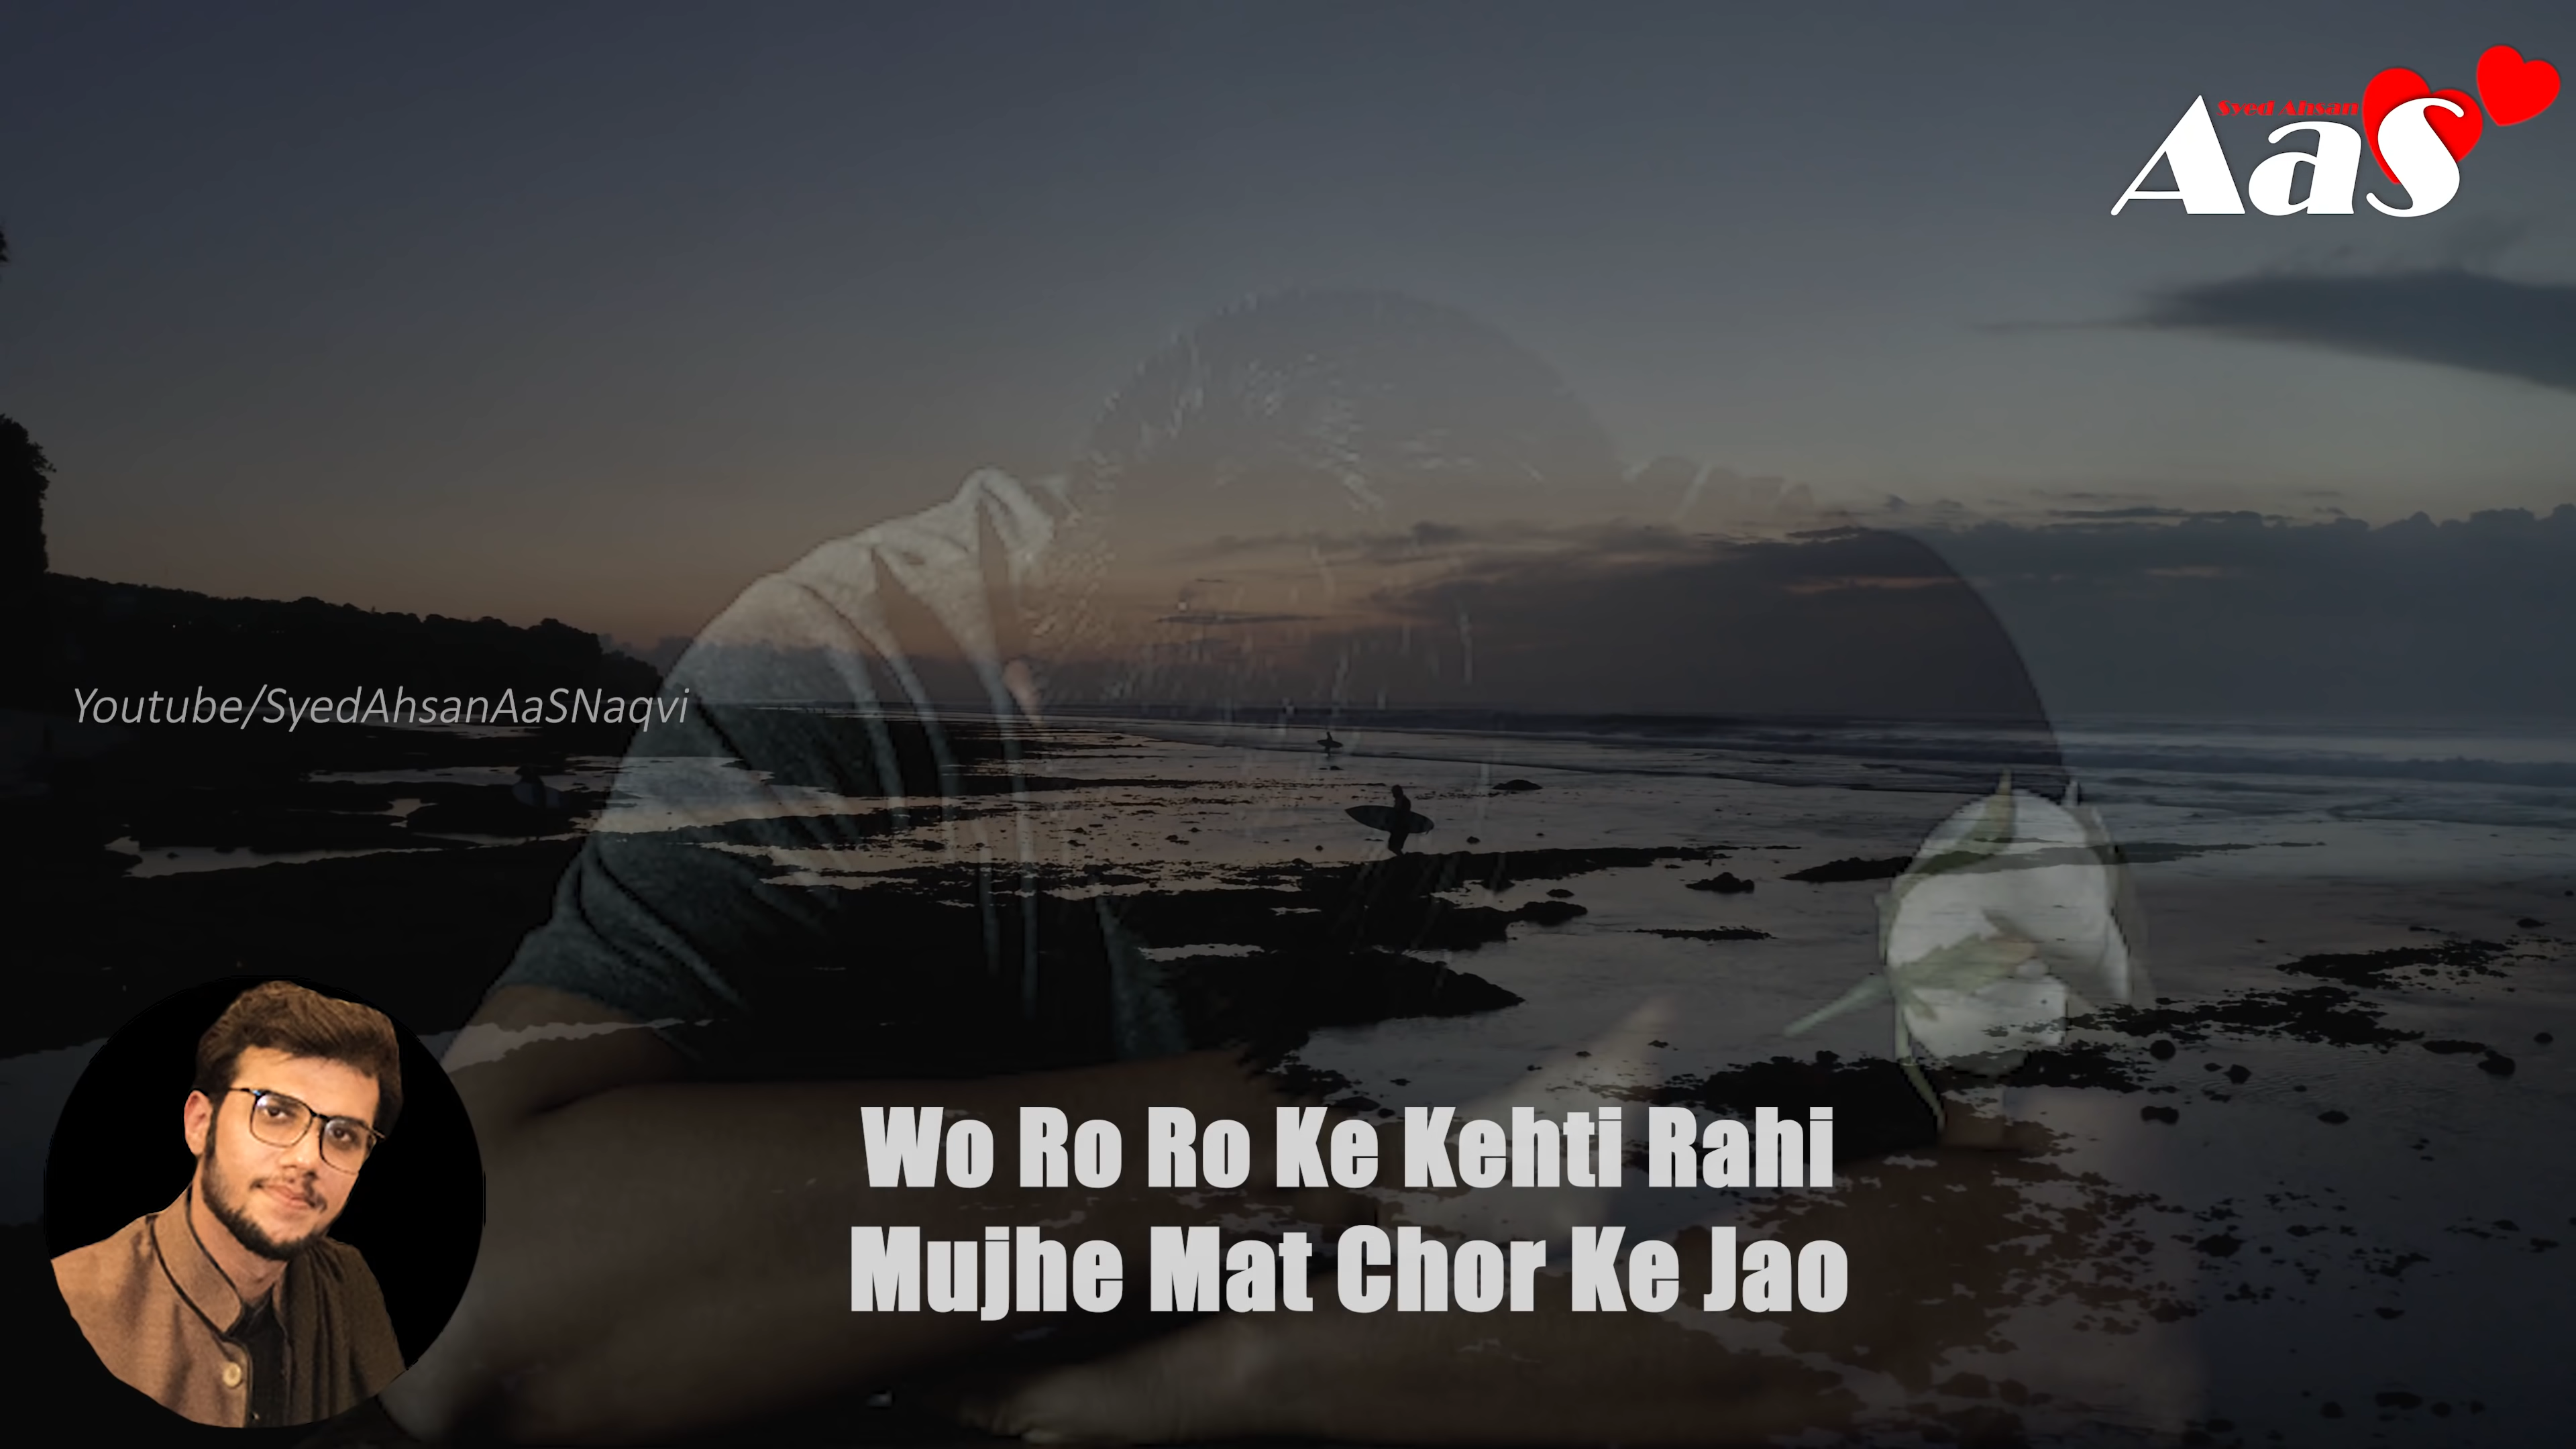 Syed Ahsan
AaS
Youtube/SyedAhsanAaSNaqvi
Wo Ro Ro Ke Kehti Rahi
Mujhe Mat Chor Ke Jao